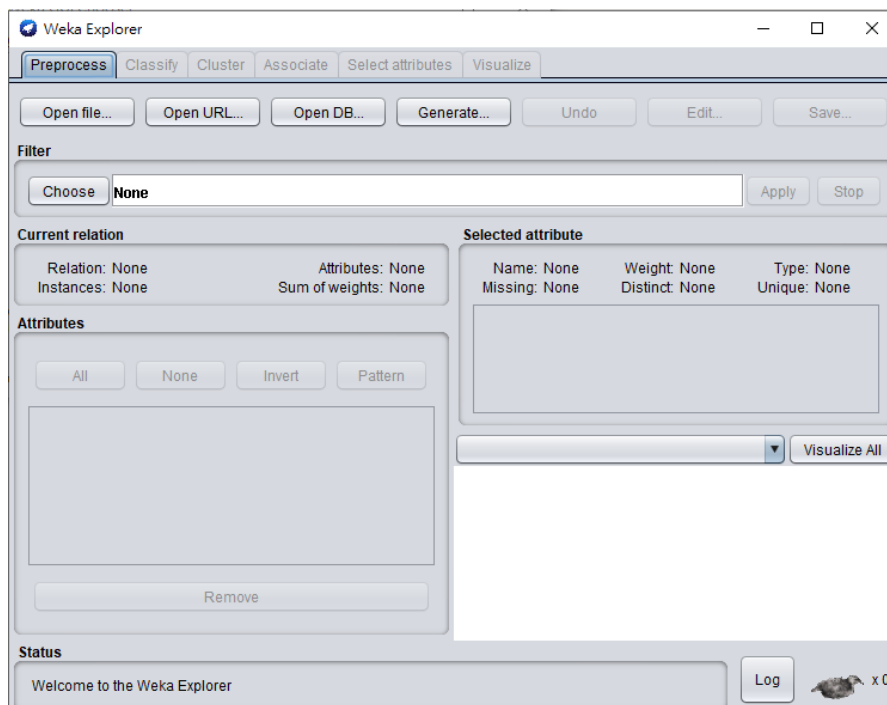 Weka Explorer
Preprocess Classify Cluster Associate Select attributes Visualize
Open file... Open URL... Open DB... Generate... Undo Edit... Save...
Filter
Choose None Apply Stop
Current relation
Relation: None Attributes: None
Instances: None Sum of weights: None
Selected attribute
Name: None Weight: None Type: None
Missing: None Distinct: None Unique: None
Attributes
All None Invert Pattern
Visualize All
Remove
Status
Welcome to the Weka Explorer
Log x 0